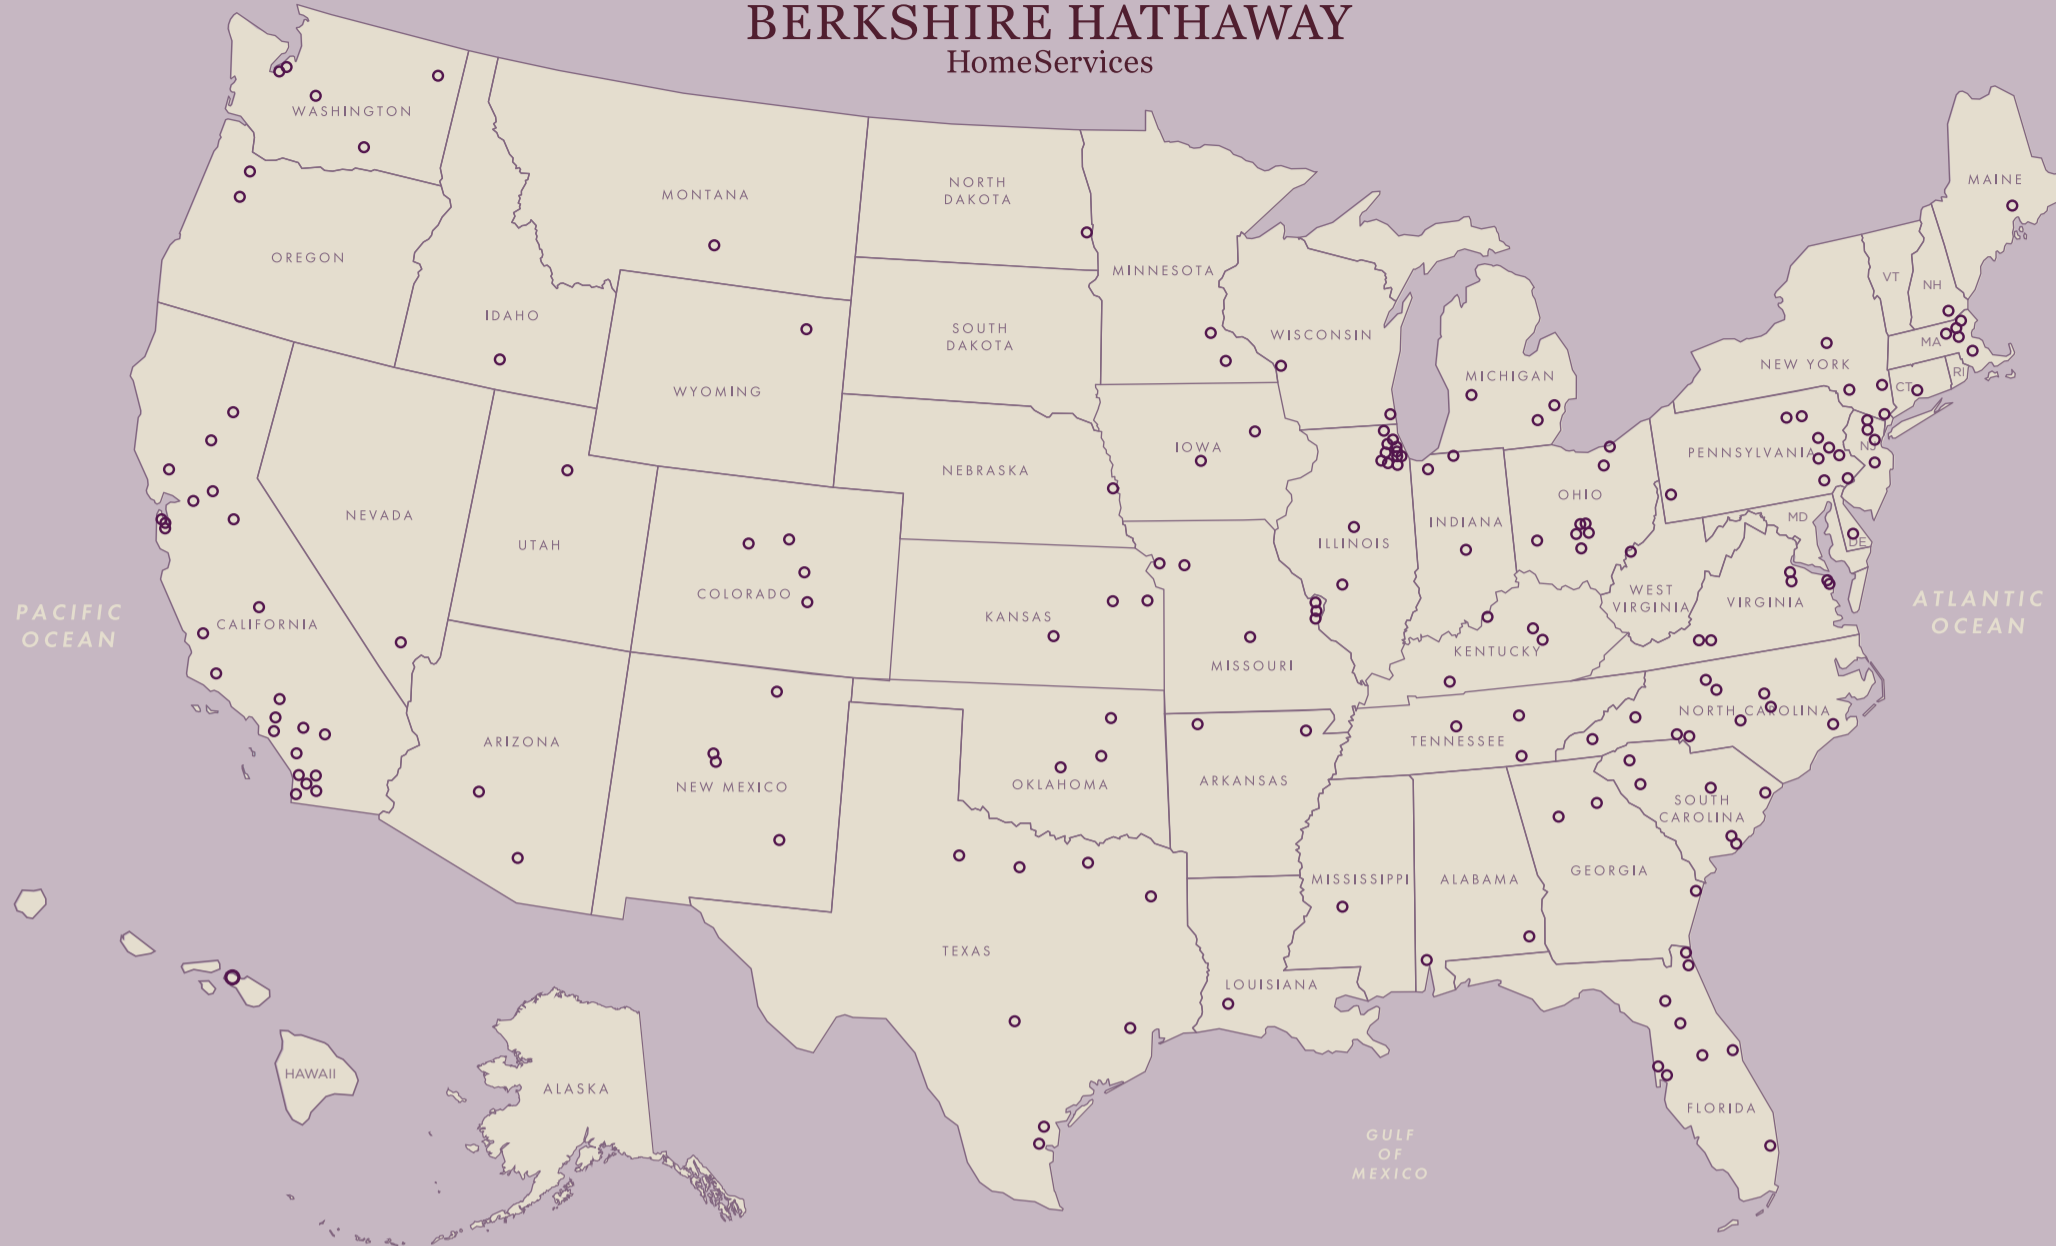 BERKSHIRE HATHAWAY
HomeServices
WASHINGTON
MONTANA
NORTH
DAKOTA
MAINE
OREGON
MINNESOTA
VT
NH
IDAHO
SOUTH
DAKOTA
WISCONSIN
MA
NEW YORK
RI
MICHIGAN
CT
WYOMING
IOWA
NJ
PENNSYLVANIA
NEBRASKA
OHIO
NEVADA
MD
INDIANA
UTAH
ILLINOIS
DE
COLORADO
KANSAS
WEST
VIRGINIA
VIRGINIA
PACIFIC
OCEAN
ATLANTIC
OCEAN
CALIFORNIA
KENTUCKY
MISSOURI
NORTH CAROLINA
ARIZONA
TENNESSEE
NEW MEXICO
OKLAHOMA
ARKANSAS
SOUTH
CAROLINA
GEORGIA
MISSISSIPPI
ALABAMA
TEXAS
LOUISIANA
HAWAII
ALASKA
FLORIDA
GULF
OF
MEXICO